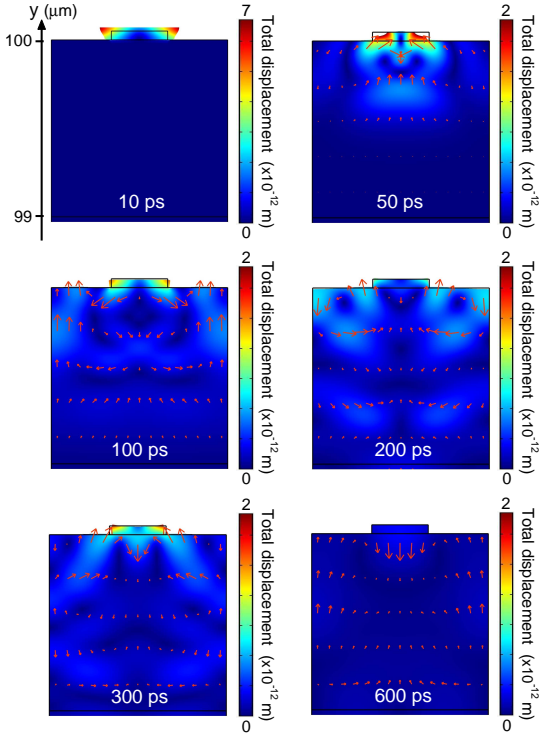 y (μm)
100
99
10 ps
7
0
Total displacement (x10⁻¹² m)
50 ps
2
0
Total displacement (x10⁻¹² m)
100 ps
2
0
Total displacement (x10⁻¹² m)
200 ps
2
0
Total displacement (x10⁻¹² m)
300 ps
2
0
Total displacement (x10⁻¹² m)
600 ps
2
0
Total displacement (x10⁻¹² m)